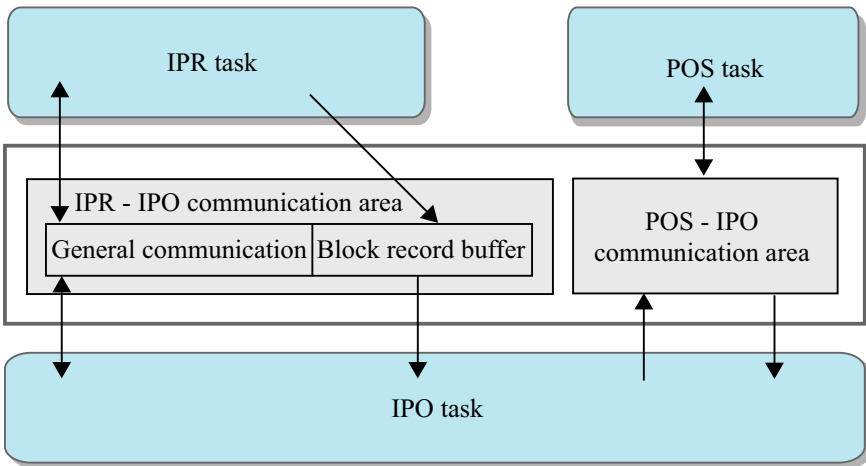 IPR task
POS task
IPR - IPO communication area
General communication
Block record buffer
POS - IPO
communication area
IPO task